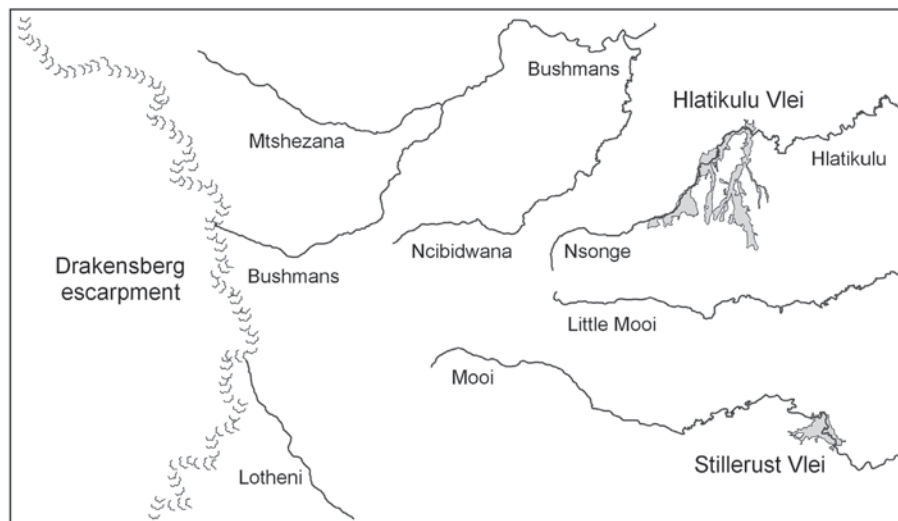 Bushmans
Hlatikulu Vlei
Mtshezana
Hlatikulu
Ncibidwana
Nsonge
Drakensberg
escarpment
Bushmans
Little Mooi
Mooi
Stillerust Vlei
Lotheni